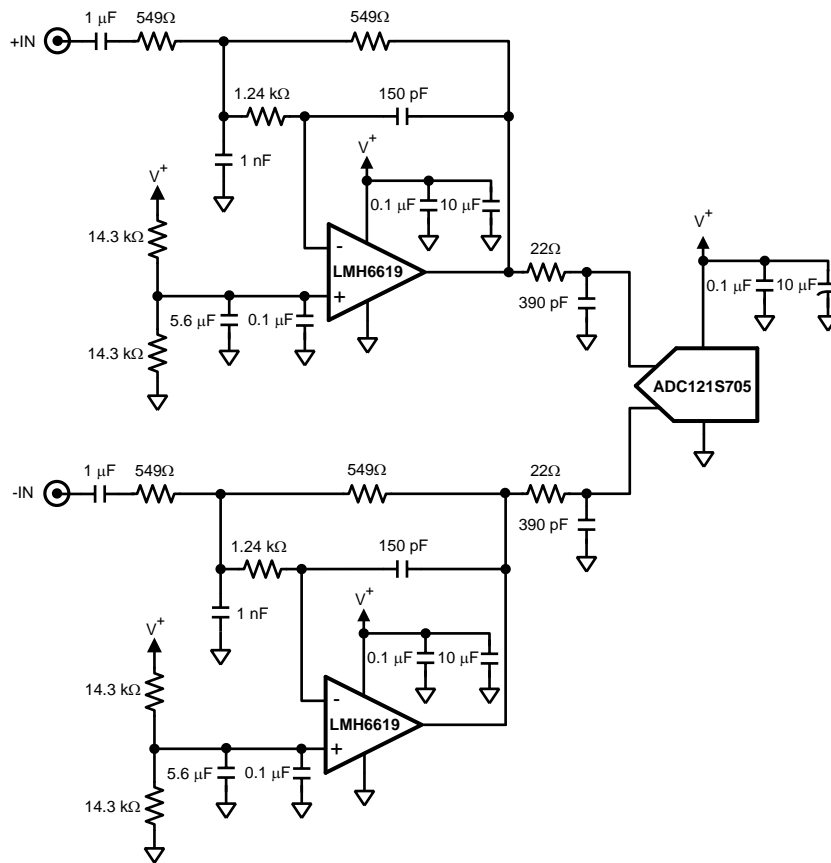 1 μF
549Ω
549Ω
+IN
1.24 kΩ
150 pF
1 nF
V+
V+
0.1 μF
10 μF
14.3 kΩ
-
LMH6619
+
22Ω
V+
0.1 μF
10 μF
5.6 μF
0.1 μF
390 pF
14.3 kΩ
ADC121S705
1 μF
549Ω
549Ω
22Ω
-IN
390 pF
1.24 kΩ
150 pF
1 nF
V+
V+
0.1 μF
10 μF
14.3 kΩ
-
LMH6619
+
5.6 μF
0.1 μF
14.3 kΩ